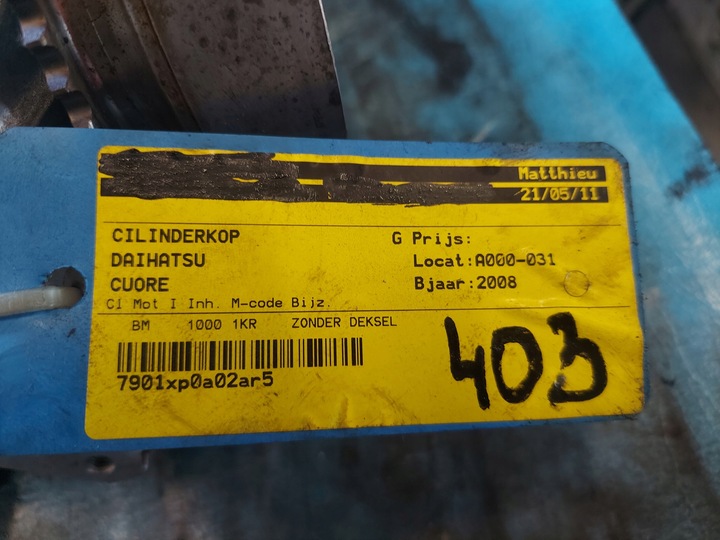 Matthieu
21/05/11
CILINDERKOP G Prijs:
DAIHATSU Locat:A000-031
CUORE Bjaar:2008
Cl Mot I Inh. M-code Bijz.
BM 1000 1KR ZONDER DEKSEL
7901xp0a02ar5
403